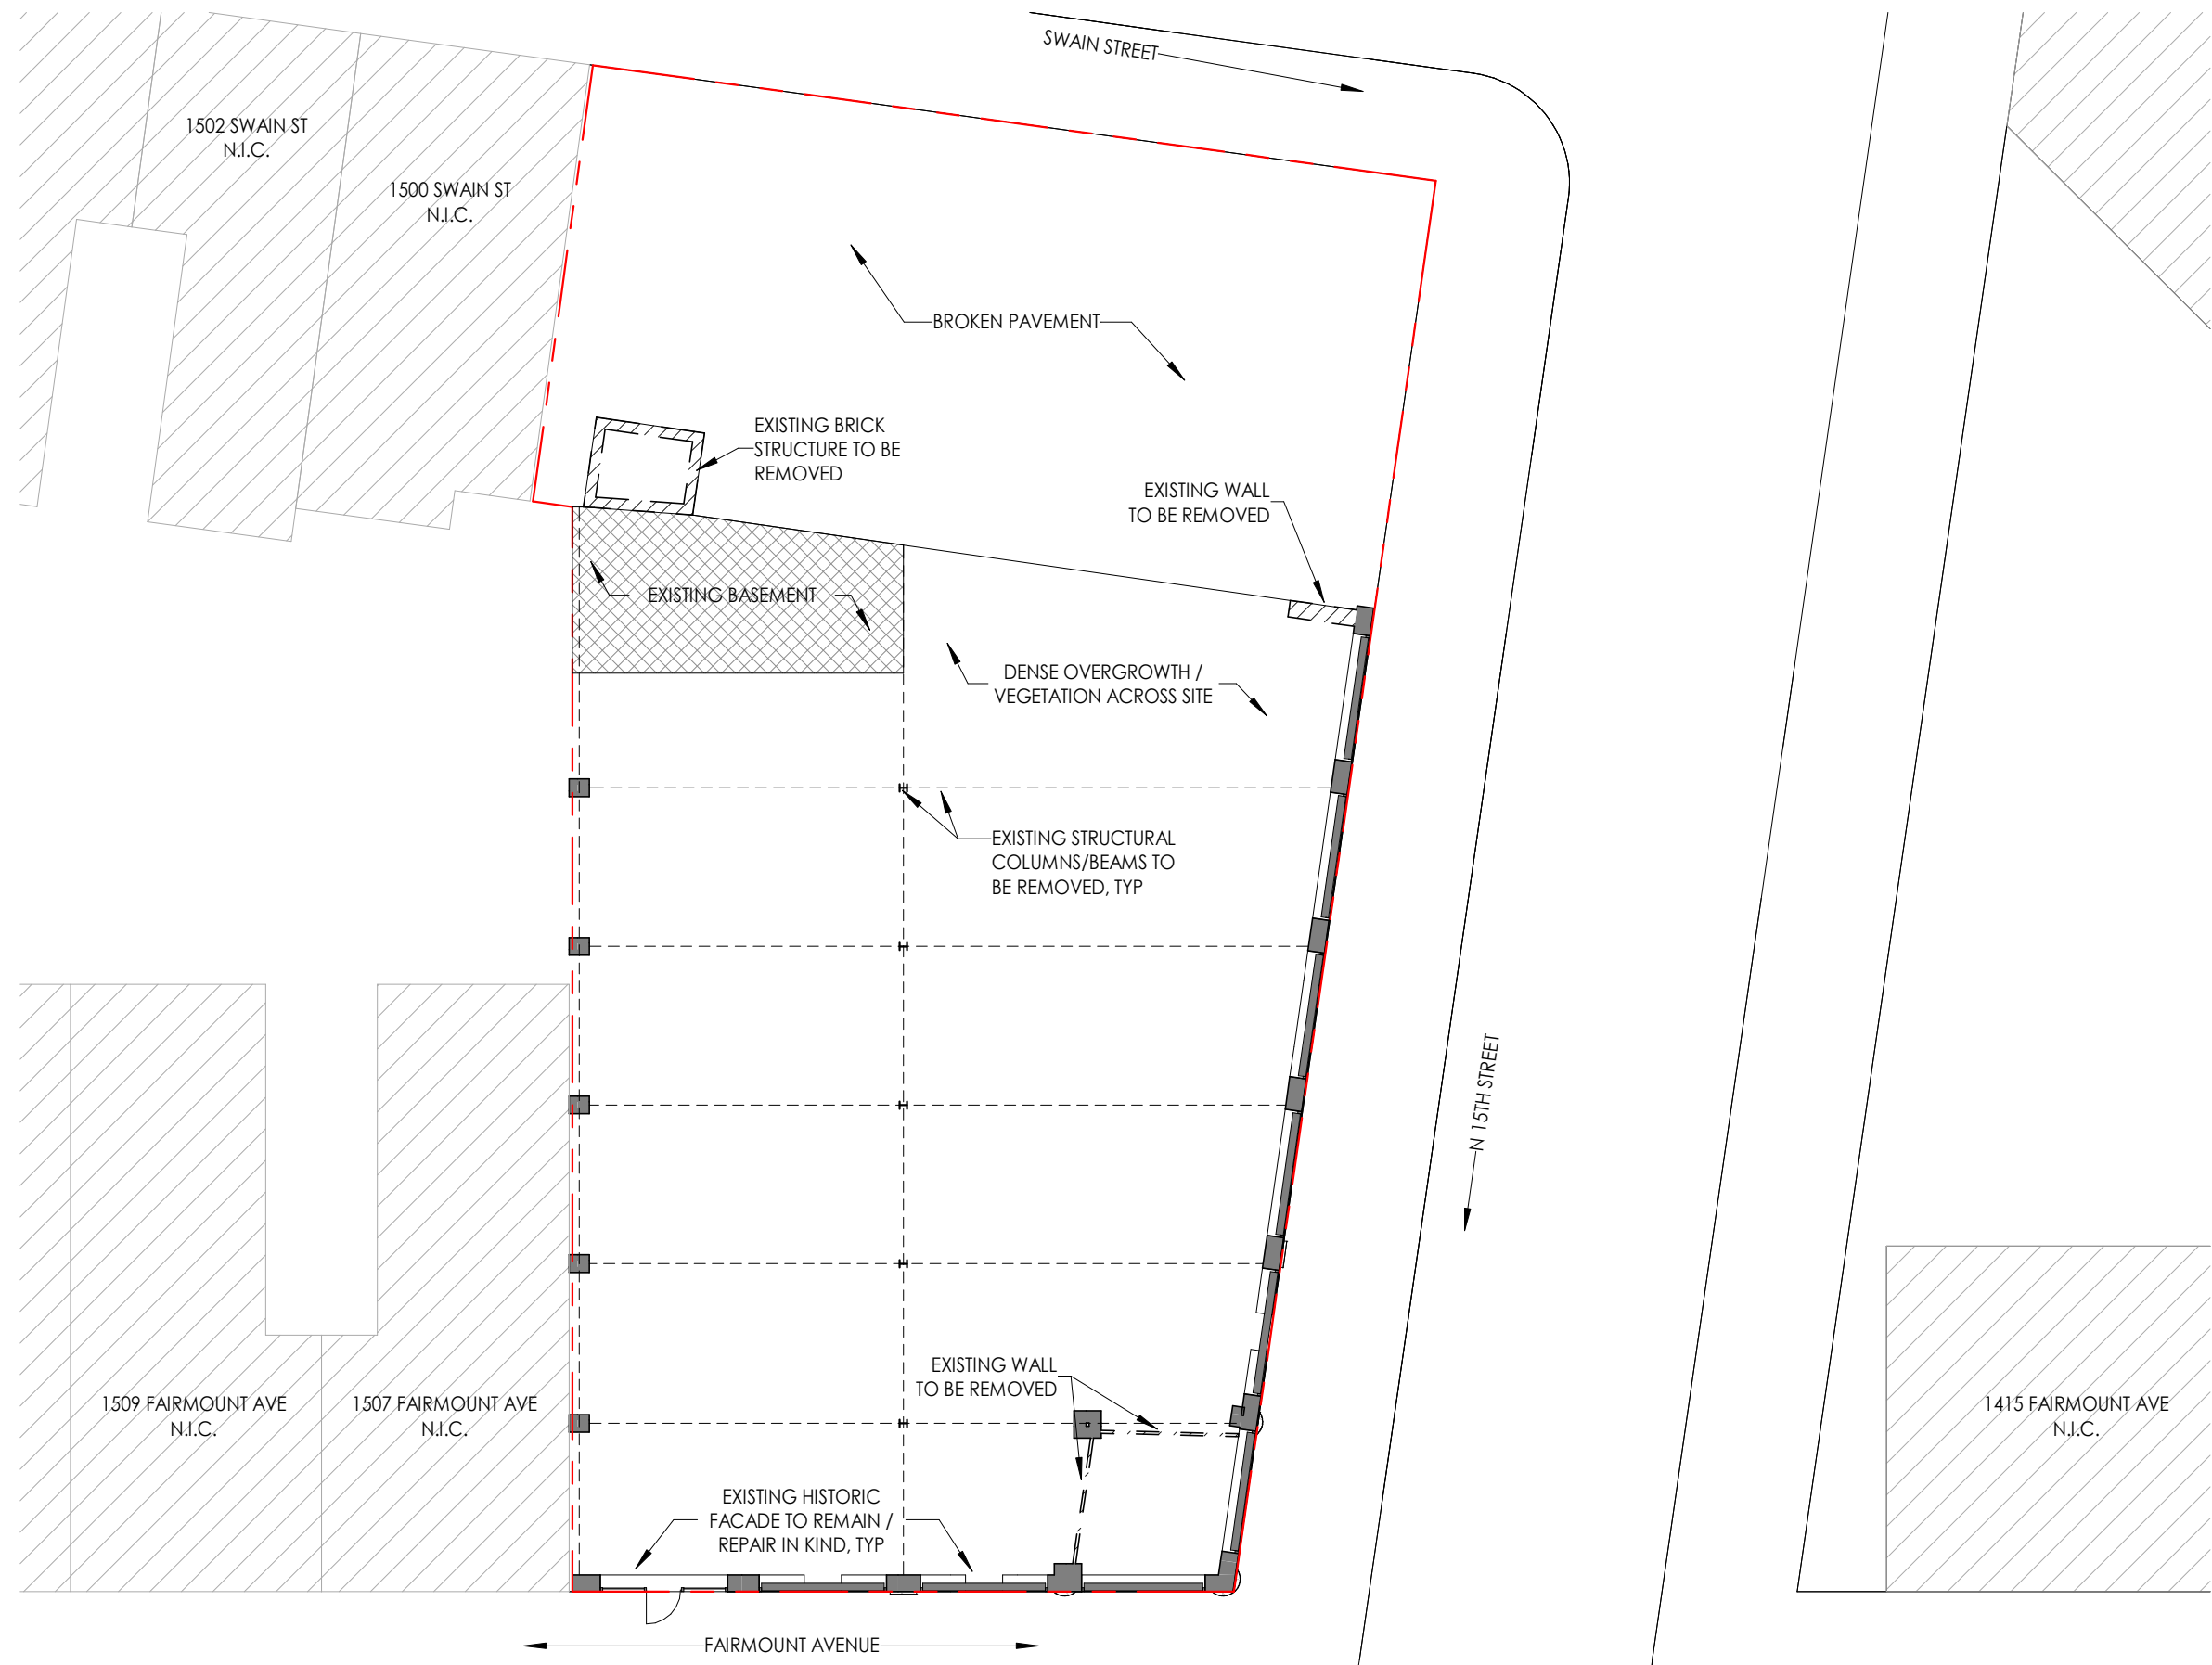 SWAIN STREET
1502 SWAIN ST
N.I.C.
1500 SWAIN ST
N.I.C.
BROKEN PAVEMENT
EXISTING BRICK
STRUCTURE TO BE
REMOVED
EXISTING WALL
TO BE REMOVED
EXISTING BASEMENT
DENSE OVERGROWTH /
VEGETATION ACROSS SITE
EXISTING STRUCTURAL
COLUMNS/BEAMS TO
BE REMOVED, TYP
N 15TH STREET
EXISTING WALL
TO BE REMOVED
1509 FAIRMOUNT AVE
N.I.C.
1507 FAIRMOUNT AVE
N.I.C.
1415 FAIRMOUNT AVE
N.I.C.
EXISTING HISTORIC
FACADE TO REMAIN /
REPAIR IN KIND, TYP
FAIRMOUNT AVENUE